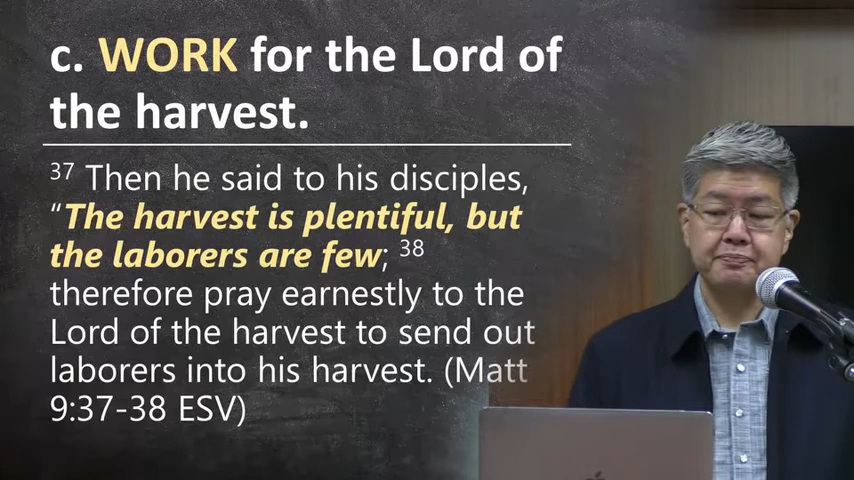 c. WORK for the Lord of
the harvest.
37 Then he said to his disciples,
“The harvest is plentiful, but
the laborers are few; 38
therefore pray earnestly to the
Lord of the harvest to send out
laborers into his harvest. (Matt
9:37-38 ESV)